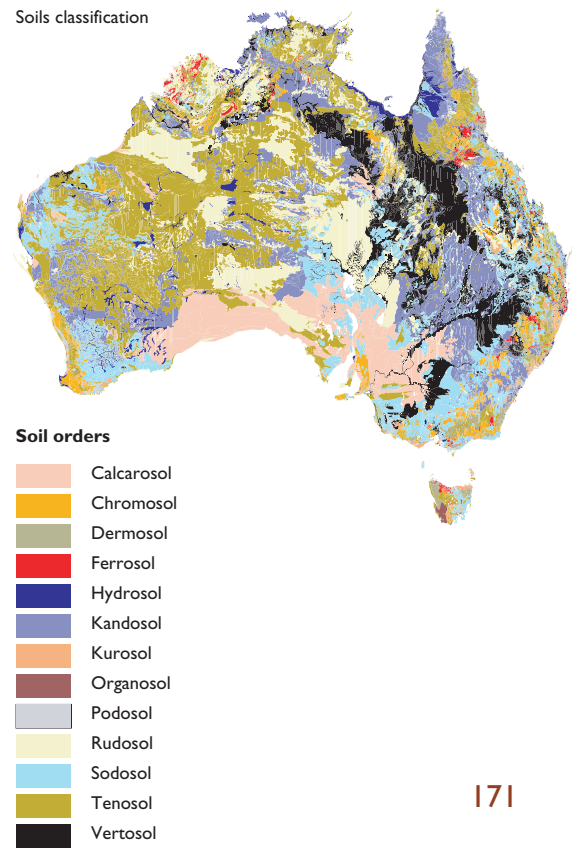 Soils classification
Soil orders
Calcarosol
Chromosol
Dermosol
Ferrosol
Hydrosol
Kandosol
Kurosol
Organosol
Podosol
Rudosol
Sodosol
Tenosol
Vertosol
171